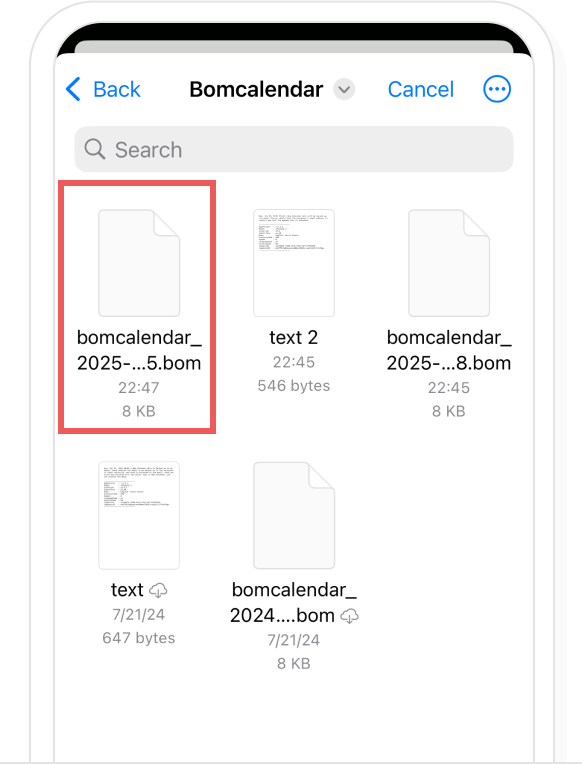 Back Bomcalendar Cancel
Search
bomcalendar_
2025-...5.bom
22:47
8 KB
text 2
22:45
546 bytes
bomcalendar_
2025-...8.bom
22:45
8 KB
text
7/21/24
647 bytes
bomcalendar_
2024....bom
7/21/24
8 KB